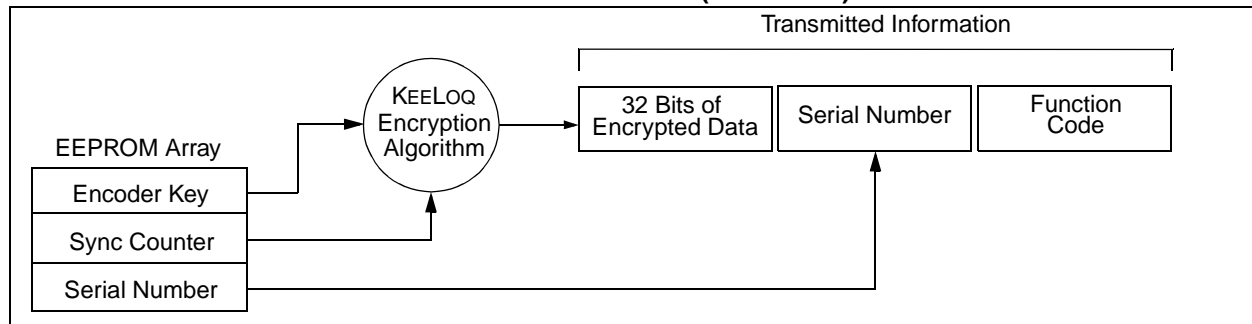 Transmitted Information
KEELOQ
Encryption
Algorithm
32 Bits of
Encrypted Data
Serial Number
Function
Code
EEPROM Array
Encoder Key
Sync Counter
Serial Number